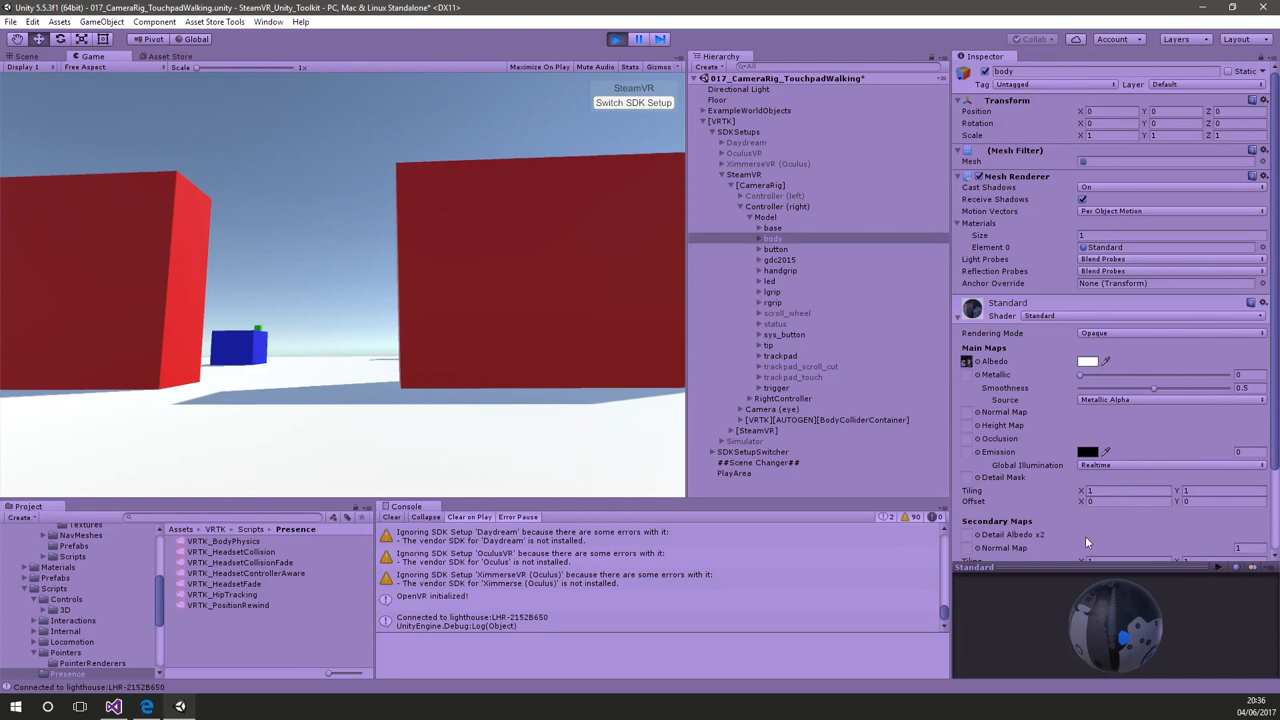 Unity 5.5.3f1 (64bit) - 017_CameraRig_TouchpadWalking.unity - SteamVR_Unity_Toolkit - PC, Mac & Linux Standalone* <DX11>
File Edit Assets GameObject Component Asset Store Tools Window Help
Pivot Global Collab Account Layers Layout
Scene Game Asset Store
Display 1 Free Aspect Scale 1x Maximize On Play Mute Audio Stats Gizmos
SteamVR
Switch SDK Setup
Hierarchy
Create All
017_CameraRig_TouchpadWalking*
Directional Light
Floor
ExampleWorldObjects
[VRTK]
SDKSetups
Daydream
OculusVR
XimmerseVR (Oculus)
SteamVR
[CameraRig]
Controller (left)
Controller (right)
Model
base
body
button
gdc2015
handgrip
led
lgrip
rgrip
scroll_wheel
status
sys_button
tip
trackpad
trackpad_scroll_cut
trackpad_touch
trigger
RightController
Camera (eye)
[VRTK][AUTOGEN][BodyColliderContainer]
[SteamVR]
Simulator
SDKSetupSwitcher
##Scene Changer##
PlayArea
Inspector
body Static
Tag Untagged Layer Default
Transform
Position X 0 Y 0 Z 0
Rotation X 0 Y 0 Z 0
Scale X 1 Y 1 Z 1
(Mesh Filter)
Mesh
Mesh Renderer
Cast Shadows On
Receive Shadows
Motion Vectors Per Object Motion
Materials
Size 1
Element 0 Standard
Light Probes Blend Probes
Reflection Probes Blend Probes
Anchor Override None (Transform)
Standard
Shader Standard
Rendering Mode Opaque
Main Maps
Albedo
Metallic 0
Smoothness 0.5
Source Metallic Alpha
Normal Map
Height Map
Occlusion
Emission 0
Global Illumination Realtime
Detail Mask
Tiling X 1 Y 1
Offset X 0 Y 0
Secondary Maps
Detail Albedo x2
Normal Map 1
Standard
Project
Create
Textures
NavMeshes
Prefabs
Scripts
Materials
Prefabs
Scripts
Controls
3D
Interactions
Internal
Locomotion
Pointers
PointerRenderers
Presence
Assets VRTK Scripts Presence
VRTK_BodyPhysics
VRTK_HeadsetCollision
VRTK_HeadsetCollisionFade
VRTK_HeadsetControllerAware
VRTK_HeadsetFade
VRTK_HipTracking
VRTK_PositionRewind
Console
Clear Collapse Clear on Play Error Pause 2 90 0
Ignoring SDK Setup 'Daydream' because there are some errors with it:
- The vendor SDK for 'Daydream' is not installed.
Ignoring SDK Setup 'OculusVR' because there are some errors with it:
- The vendor SDK for 'Oculus' is not installed.
Ignoring SDK Setup 'XimmerseVR (Oculus)' because there are some errors with it:
- The vendor SDK for 'Ximmerse (Oculus)' is not installed.
OpenVR initialized!
Connected to lighthouse:LHR-2152B650
UnityEngine.Debug:Log(Object)
Connected to lighthouse:LHR-2152B650
20:36
04/06/2017